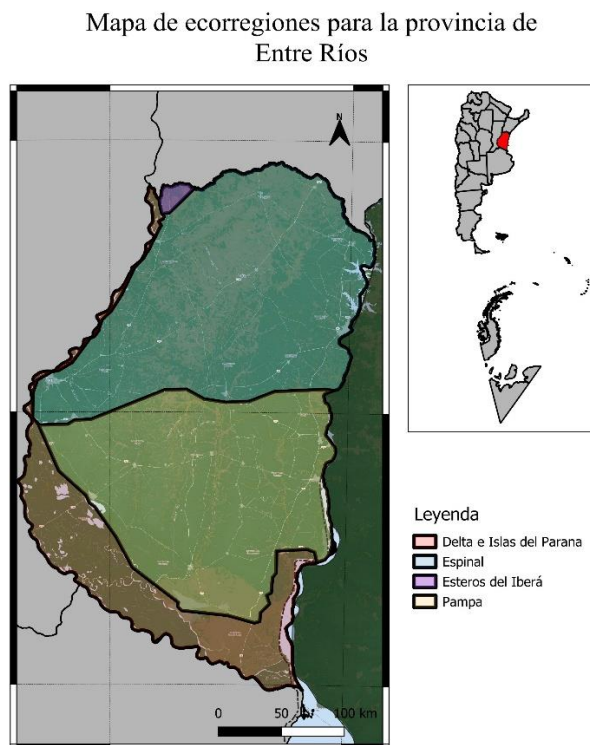 Mapa de ecorregiones para la provincia de
Entre Ríos
N
Leyenda
Delta e Islas del Parana
Espinal
Esteros del Iberá
Pampa
0 50 100 km